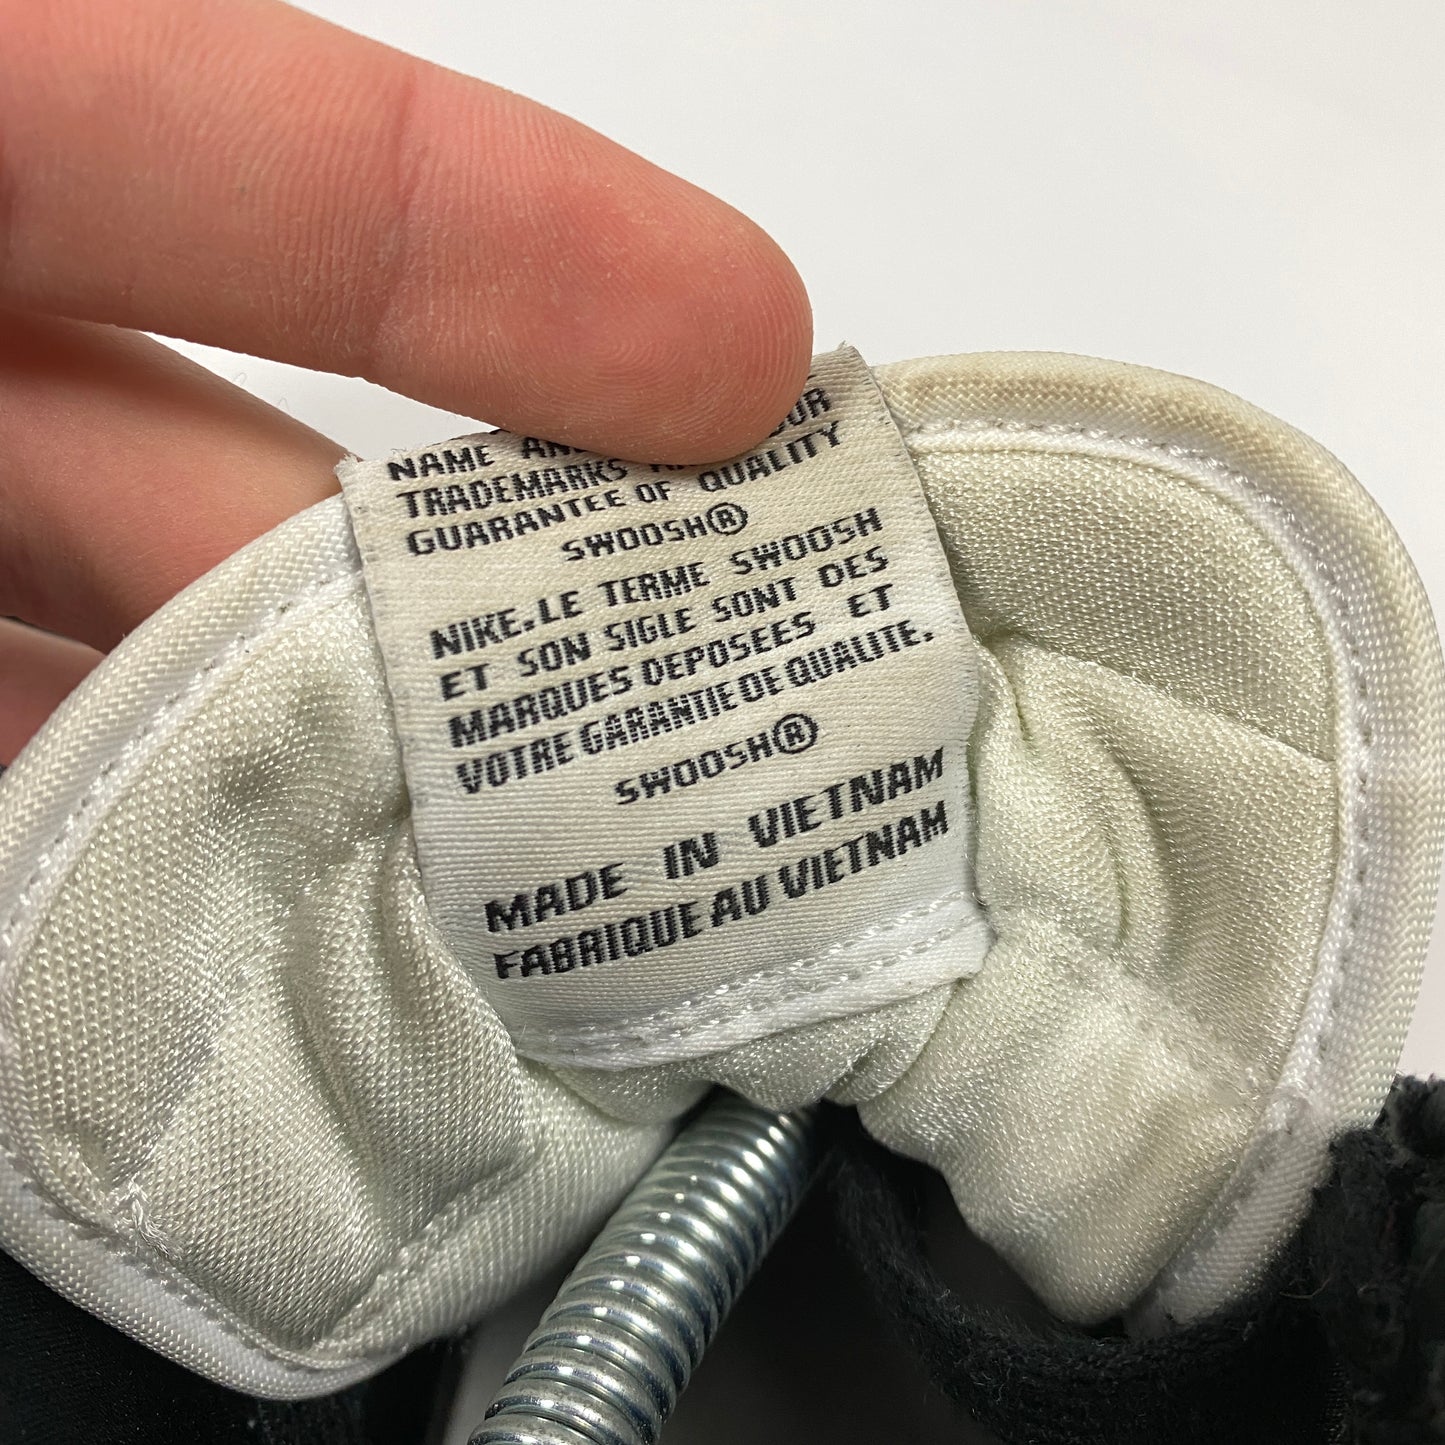 NAME
TRADEMARKS
GUARANTEE OF QUALITY
SWOOSH®
NIKE. LE TERME SWOOSH
ET SON SIGLE SONT DES
MARQUES DEPOSEES ET
VOTRE GARANTIE DE QUALITE.
SWOOSH®
MADE IN VIETNAM
FABRIQUE AU VIETNAM